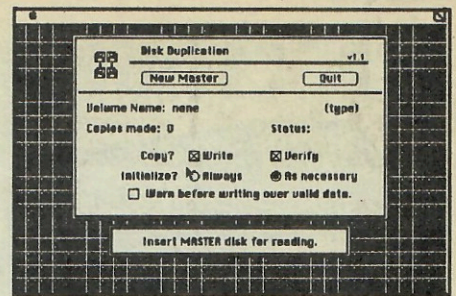 Disk Duplication
v1.1
New Master
Quit
Volume Name: none (type)
Copies made: 0 Status:
Copy? Write Verify
Initialize? Always As necessary
Warn before writing over valid data.
Insert MASTER disk for reading.